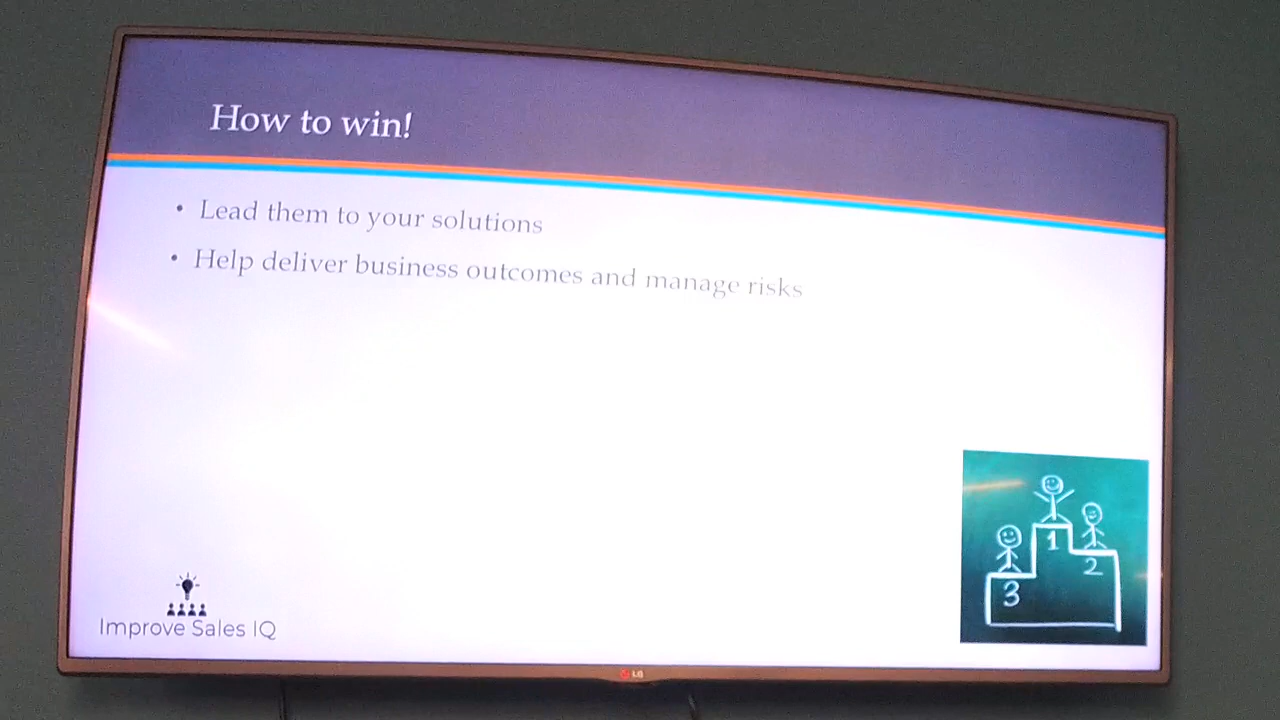 How to win!
• Lead them to your solutions
• Help deliver business outcomes and manage risks
1
2
3
Improve Sales IQ
LG